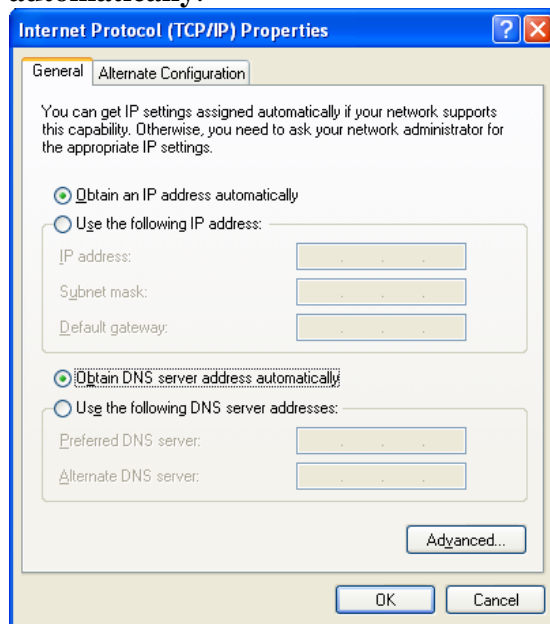 automatically.
Internet Protocol (TCP/IP) Properties
General Alternate Configuration
You can get IP settings assigned automatically if your network supports
this capability. Otherwise, you need to ask your network administrator for
the appropriate IP settings.
Obtain an IP address automatically
Use the following IP address:
IP address:
Subnet mask:
Default gateway:
Obtain DNS server address automatically
Use the following DNS server addresses:
Preferred DNS server:
Alternate DNS server:
Advanced...
OK Cancel